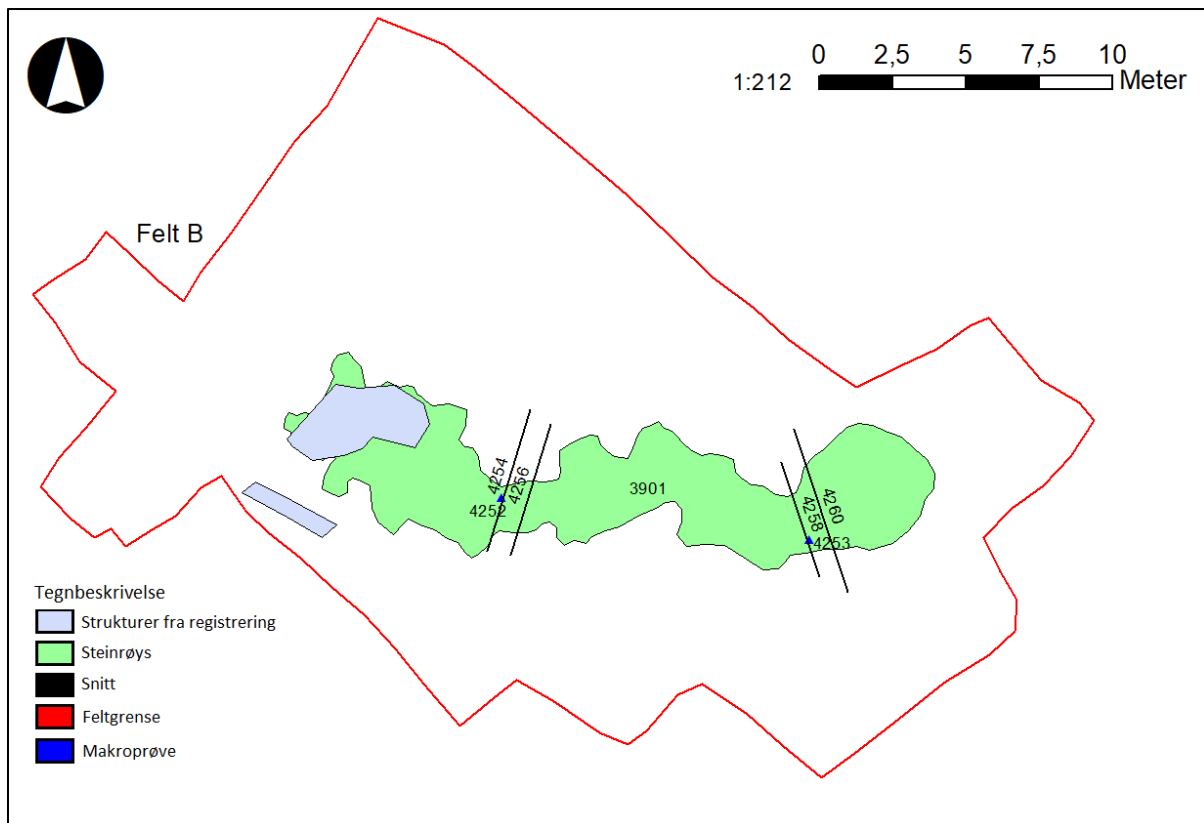 0 2,5 5 7,5 10
1:212 Meter
Felt B
4254
4256
4252
3901
4258
4260
4253
Tegnbeskrivelse
Strukturer fra registrering
Steinrøys
Snitt
Feltgrense
Makroprøve